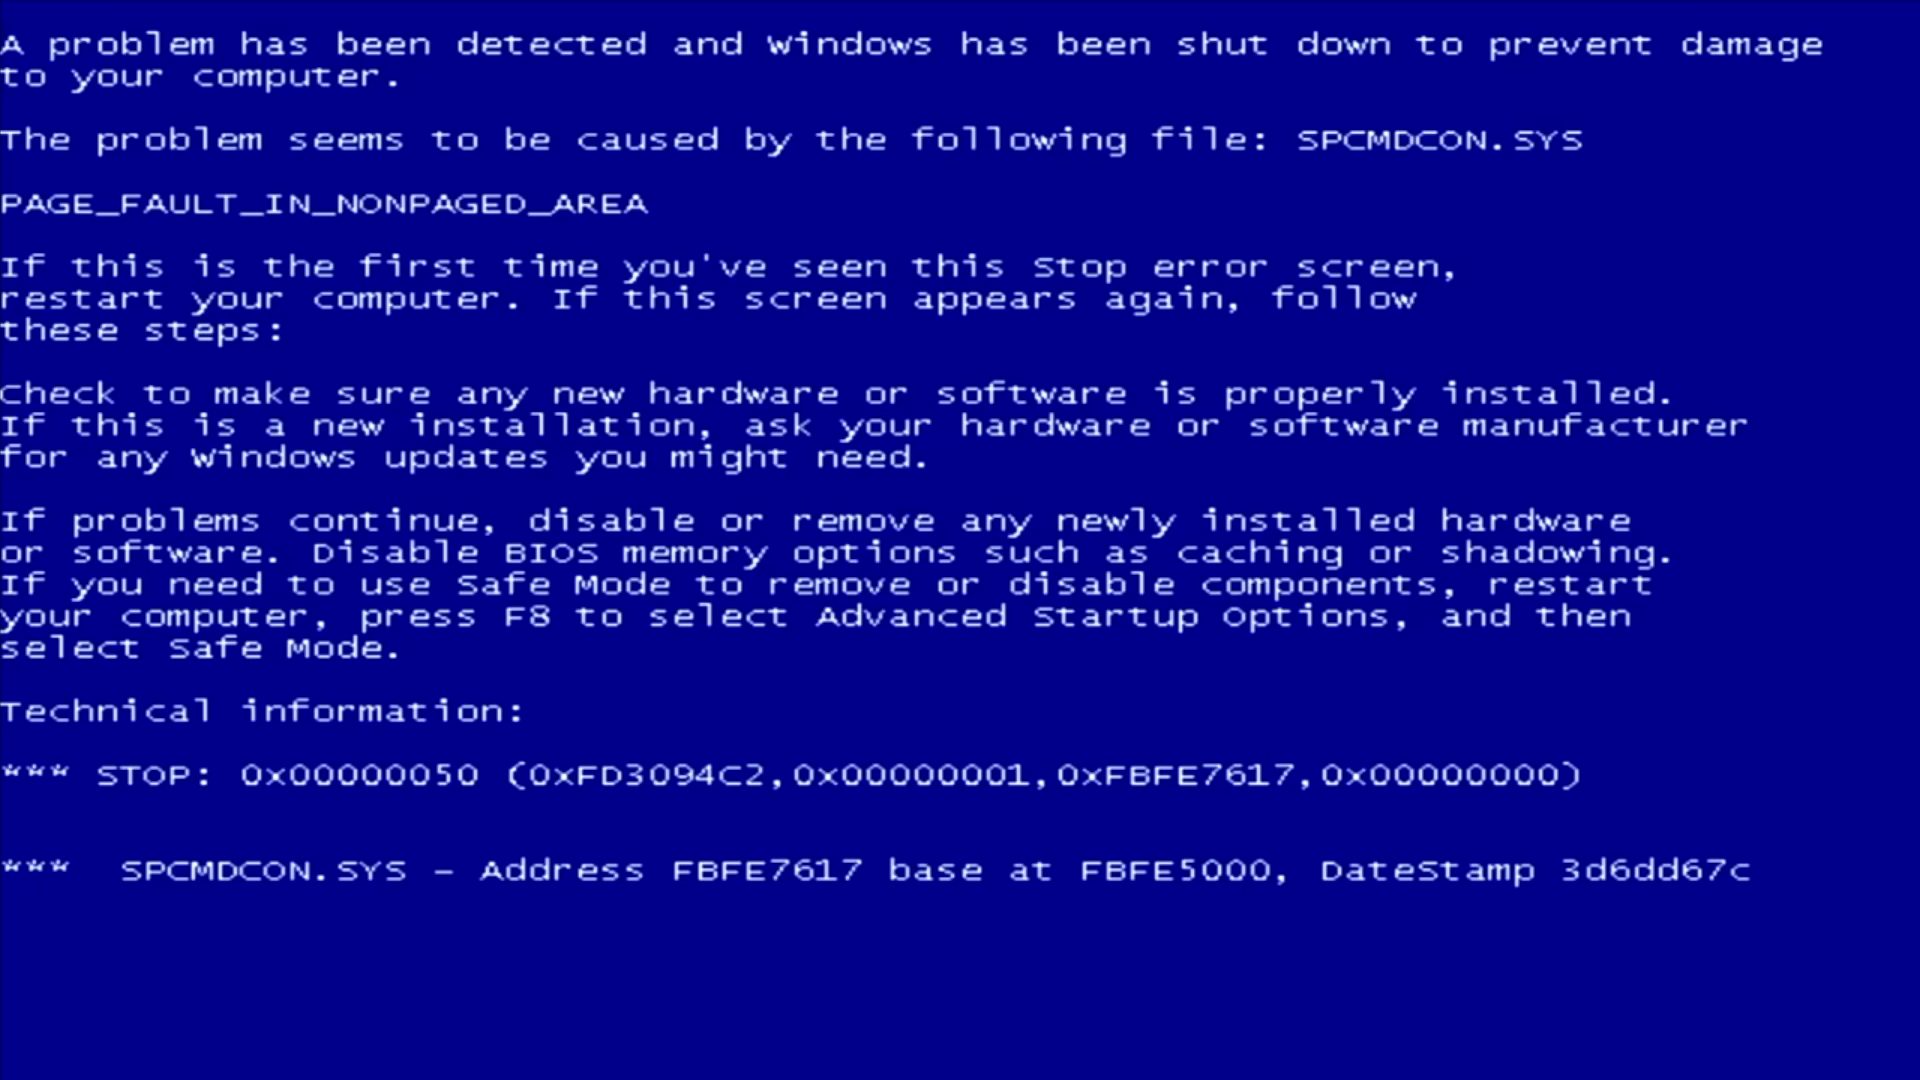 A problem has been detected and Windows has been shut down to prevent damage
to your computer.
The problem seems to be caused by the following file: SPCMDCON.SYS
PAGE_FAULT_IN_NONPAGED_AREA
If this is the first time you've seen this Stop error screen,
restart your computer. If this screen appears again, follow
these steps:
Check to make sure any new hardware or software is properly installed.
If this is a new installation, ask your hardware or software manufacturer
for any Windows updates you might need.
If problems continue, disable or remove any newly installed hardware
or software. Disable BIOS memory options such as caching or shadowing.
If you need to use Safe Mode to remove or disable components, restart
your computer, press F8 to select Advanced Startup Options, and then
select Safe Mode.
Technical information:
*** STOP: 0x00000050 (0xFD3094C2,0x00000001,0xFBFE7617,0x00000000)
***  SPCMDCON.SYS - Address FBFE7617 base at FBFE5000, DateStamp 3d6dd67c